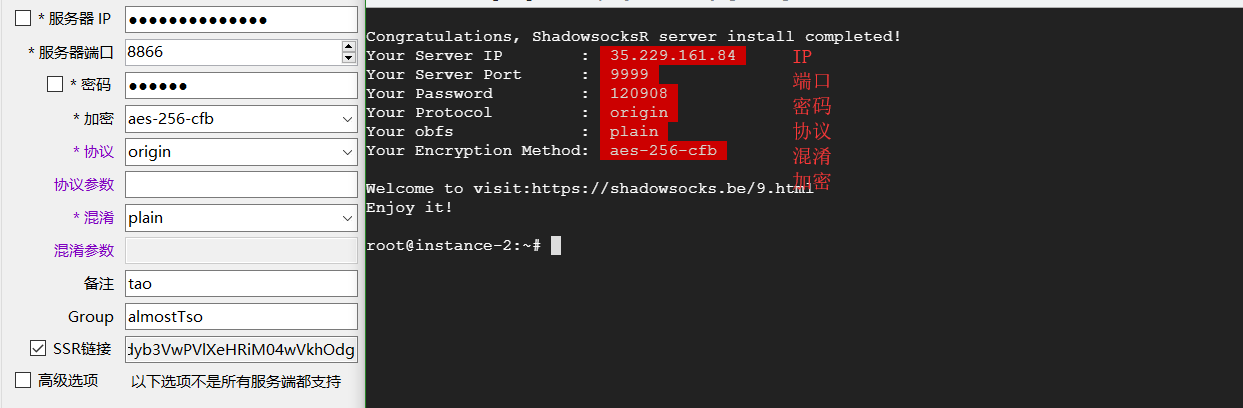 * 服务器 IP ●●●●●●●●●●●●●●
* 服务器端口 8866
* 密码 ●●●●●●
* 加密 aes-256-cfb
* 协议 origin
协议参数
* 混淆 plain
混淆参数
备注 tao
Group almostTso
SSR链接 dyb3VwPVlXeHRiM04wVkhOdg
高级选项 以下选项不是所有服务端都支持
Congratulations, ShadowsocksR server install completed!
Your Server IP : 35.229.161.84 IP
Your Server Port : 9999 端口
Your Password : 120908 密码
Your Protocol : origin 协议
Your obfs : plain 混淆
Your Encryption Method: aes-256-cfb 加密
Welcome to visit:https://shadowsocks.be/9.html
Enjoy it!
root@instance-2:~#